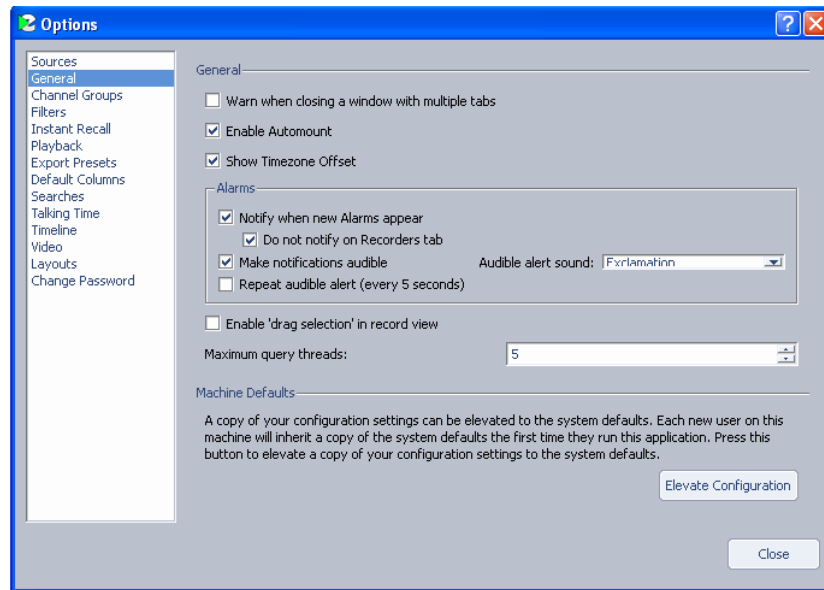 Options
Sources
General
Channel Groups
Filters
Instant Recall
Playback
Export Presets
Default Columns
Searches
Talking Time
Timeline
Video
Layouts
Change Password
General
Warn when closing a window with multiple tabs
Enable Automount
Show Timezone Offset
Alarms
Notify when new Alarms appear
Do not notify on Recorders tab
Make notifications audible Audible alert sound: Exclamation
Repeat audible alert (every 5 seconds)
Enable 'drag selection' in record view
Maximum query threads: 5
Machine Defaults
A copy of your configuration settings can be elevated to the system defaults. Each new user on this
machine will inherit a copy of the system defaults the first time they run this application. Press this
button to elevate a copy of your configuration settings to the system defaults.
Elevate Configuration
Close